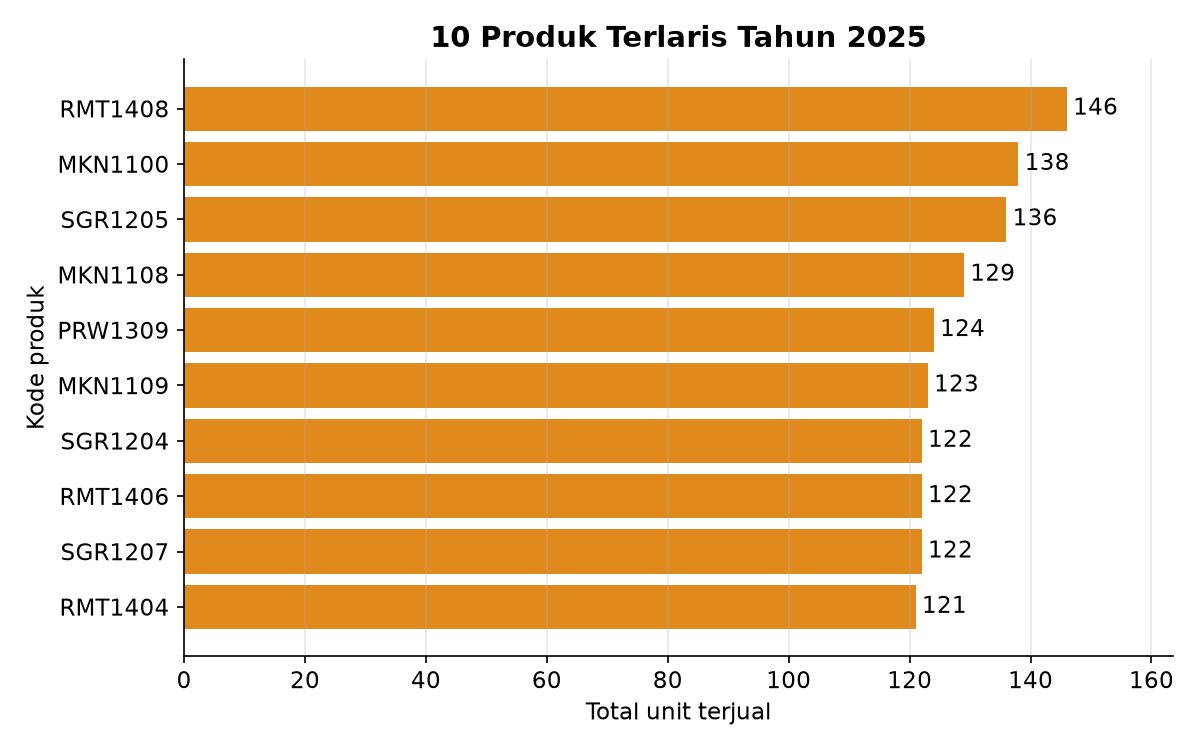 10 Produk Terlaris Tahun 2025
Kode produk
RMT1408 146
MKN1100 138
SGR1205 136
MKN1108 129
PRW1309 124
MKN1109 123
SGR1204 122
RMT1406 122
SGR1207 122
RMT1404 121
0 20 40 60 80 100 120 140 160
Total unit terjual